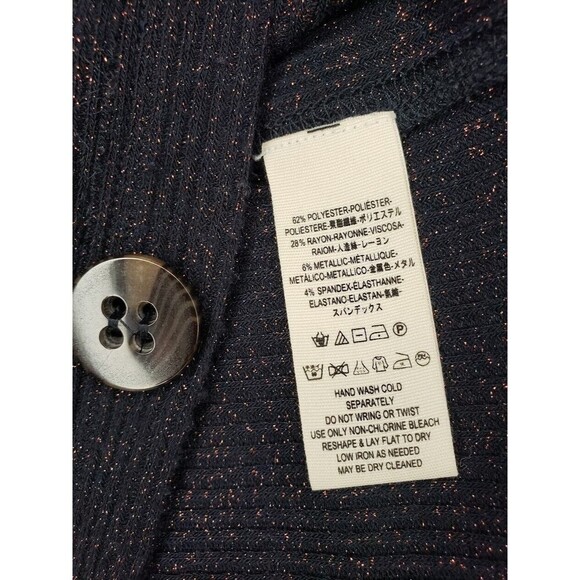 62% POLYESTER-POLIÉSTER-
POLIESTERE-聚酯纖維-ポリエステル
28% RAYON-RAYONNE-VISCOSA-
RAIOM-人造絲-レーヨン
6% METALLIC-MÉTALLIQUE-
METÁLICO-METALLICO-金屬色-メタル
4% SPANDEX-ÉLASTHANNE-
ELASTANO-ELASTAN-氨綸-
スパンデックス
HAND WASH COLD
SEPARATELY
DO NOT WRING OR TWIST
USE ONLY NON-CHLORINE BLEACH
RESHAPE & LAY FLAT TO DRY
LOW IRON AS NEEDED
MAY BE DRY CLEANED